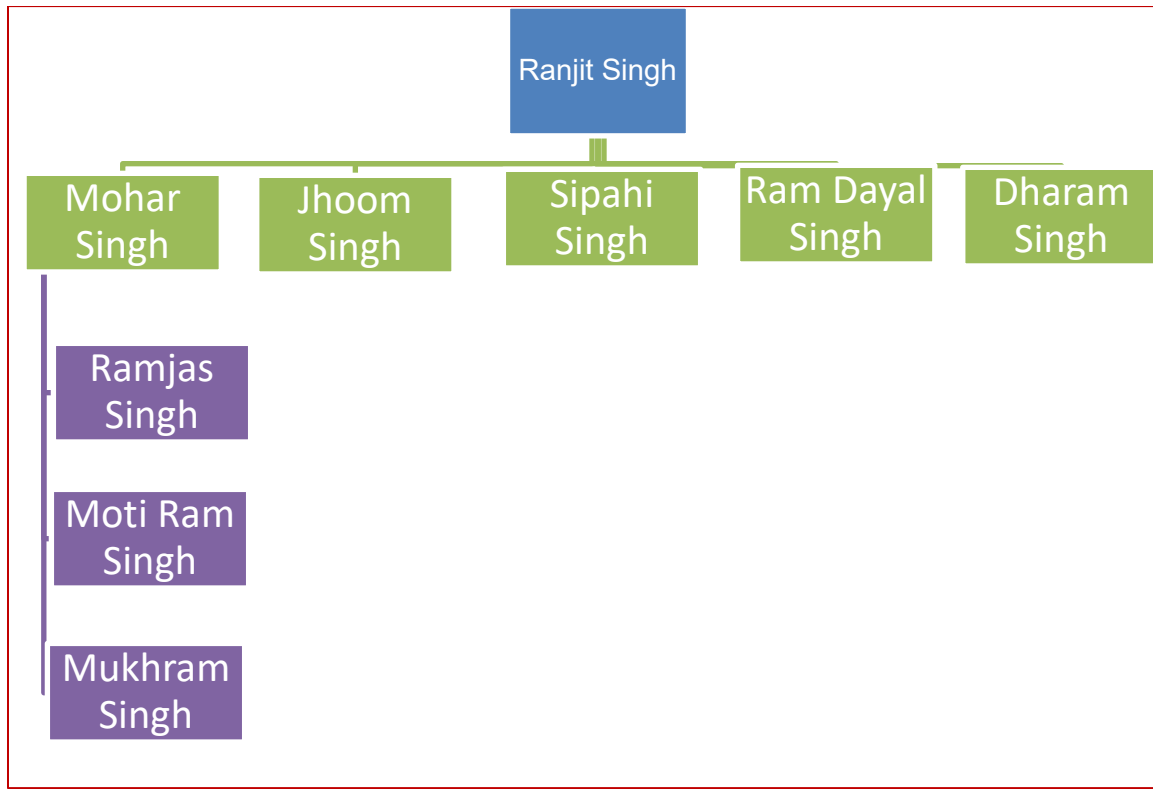 Ranjit Singh
Mohar
Singh
Jhoom
Singh
Sipahi
Singh
Ram Dayal
Singh
Dharam
Singh
Ramjas
Singh
Moti Ram
Singh
Mukhram
Singh